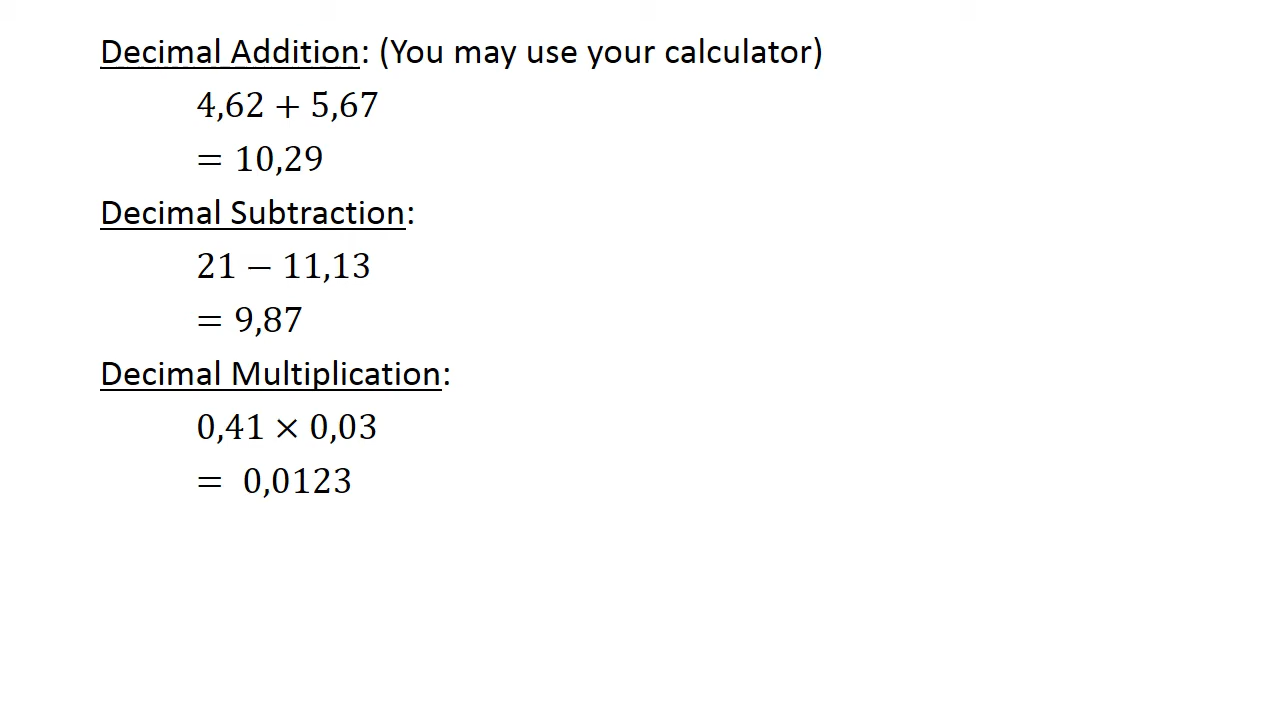 Decimal Addition: (You may use your calculator)
4,62 + 5,67
= 10,29
Decimal Subtraction:
21 − 11,13
= 9,87
Decimal Multiplication:
0,41 × 0,03
= 0,0123